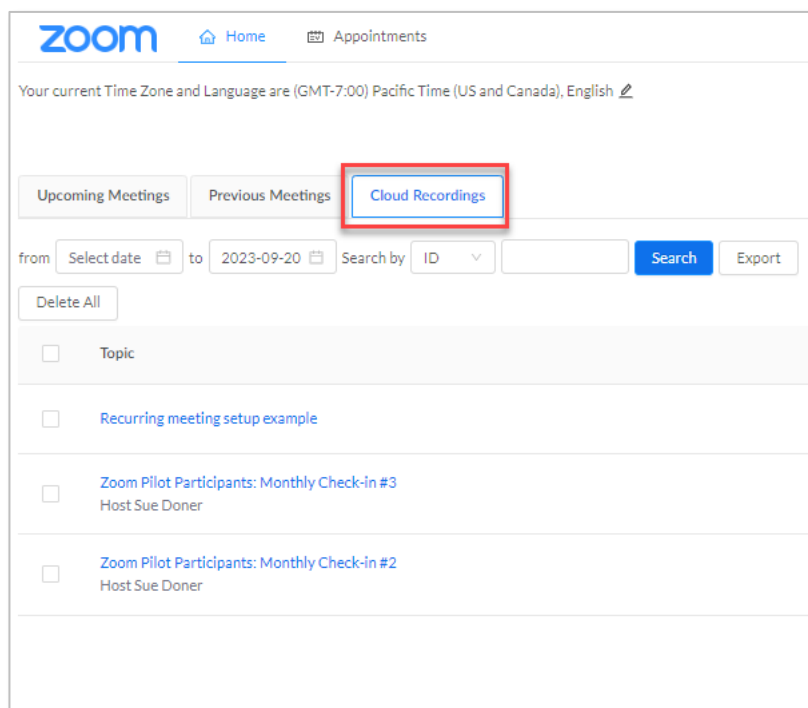 zoom Home Appointments
Your current Time Zone and Language are (GMT-7:00) Pacific Time (US and Canada), English
Upcoming Meetings Previous Meetings Cloud Recordings
from Select date to 2023-09-20 Search by ID Search Export
Delete All
Topic
Recurring meeting setup example
Zoom Pilot Participants: Monthly Check-in #3
Host Sue Doner
Zoom Pilot Participants: Monthly Check-in #2
Host Sue Doner